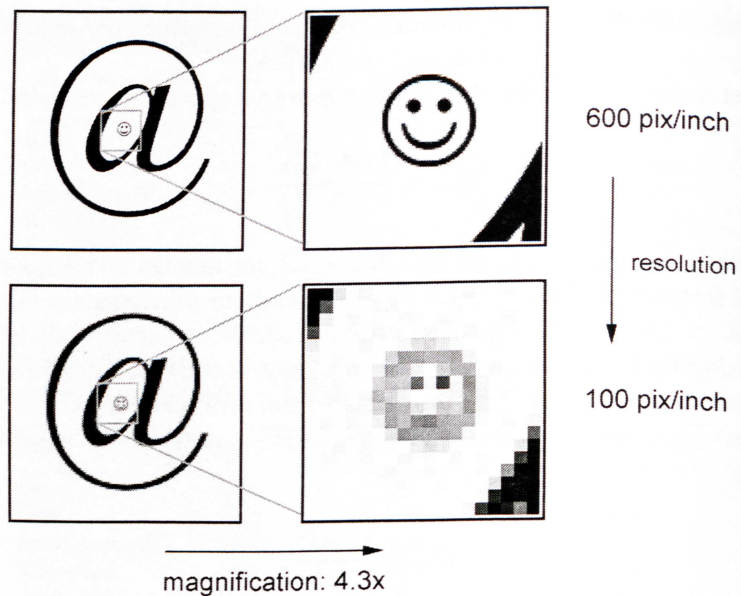 @
600 pix/inch
resolution
@
100 pix/inch
magnification: 4.3x